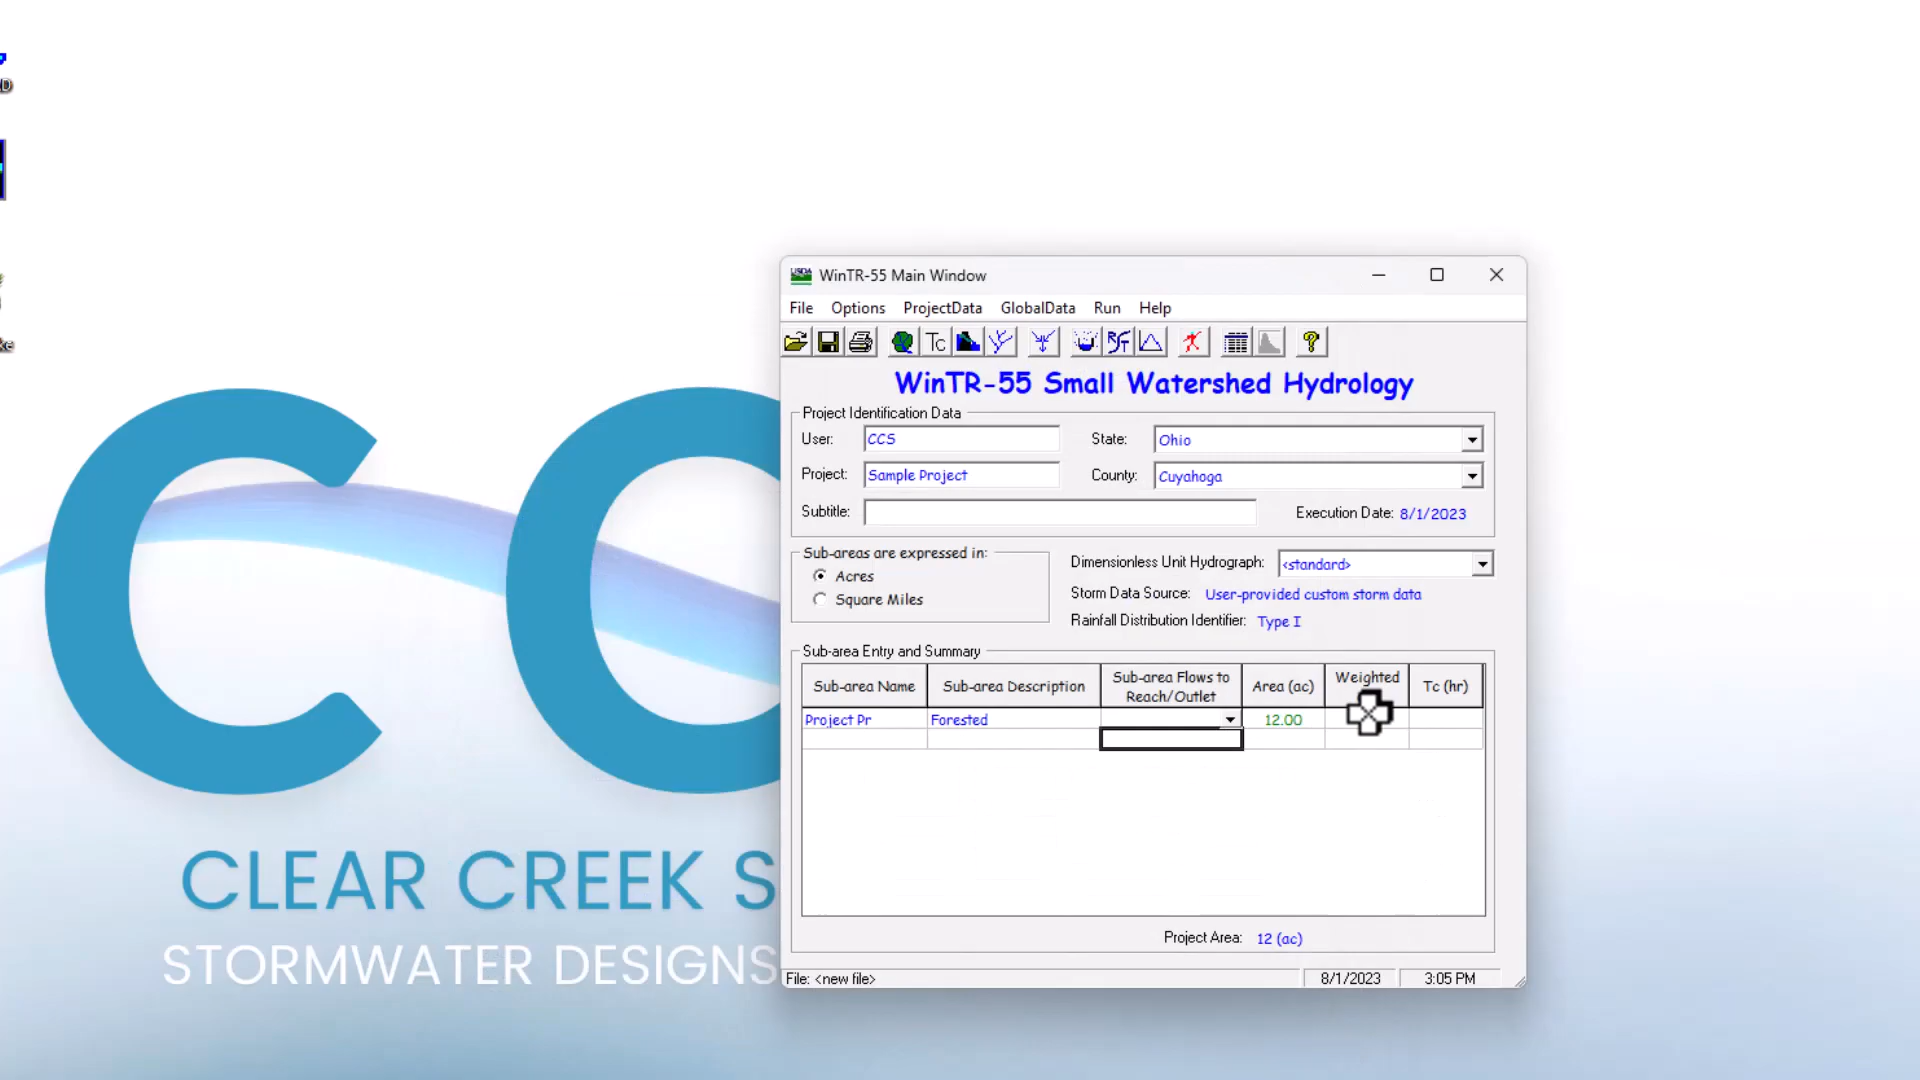 WinTR-55 Main Window
File Options ProjectData GlobalData Run Help
Tc
WinTR-55 Small Watershed Hydrology
Project Identification Data
User: CCS State: Ohio
Project: Sample Project County: Cuyahoga
Subtitle: Execution Date: 8/1/2023
Sub-areas are expressed in:
Acres
Square Miles
Dimensionless Unit Hydrograph: <standard>
Storm Data Source: User-provided custom storm data
Rainfall Distribution Identifier: Type I
Sub-area Entry and Summary
Sub-area Name Sub-area Description Sub-area Flows to Reach/Outlet Area (ac) Weighted Tc (hr)
Project Pr Forested 12.00
Project Area: 12 (ac)
File: <new file> 8/1/2023 3:05 PM
CC
CLEAR CREEK S
STORMWATER DESIGNS